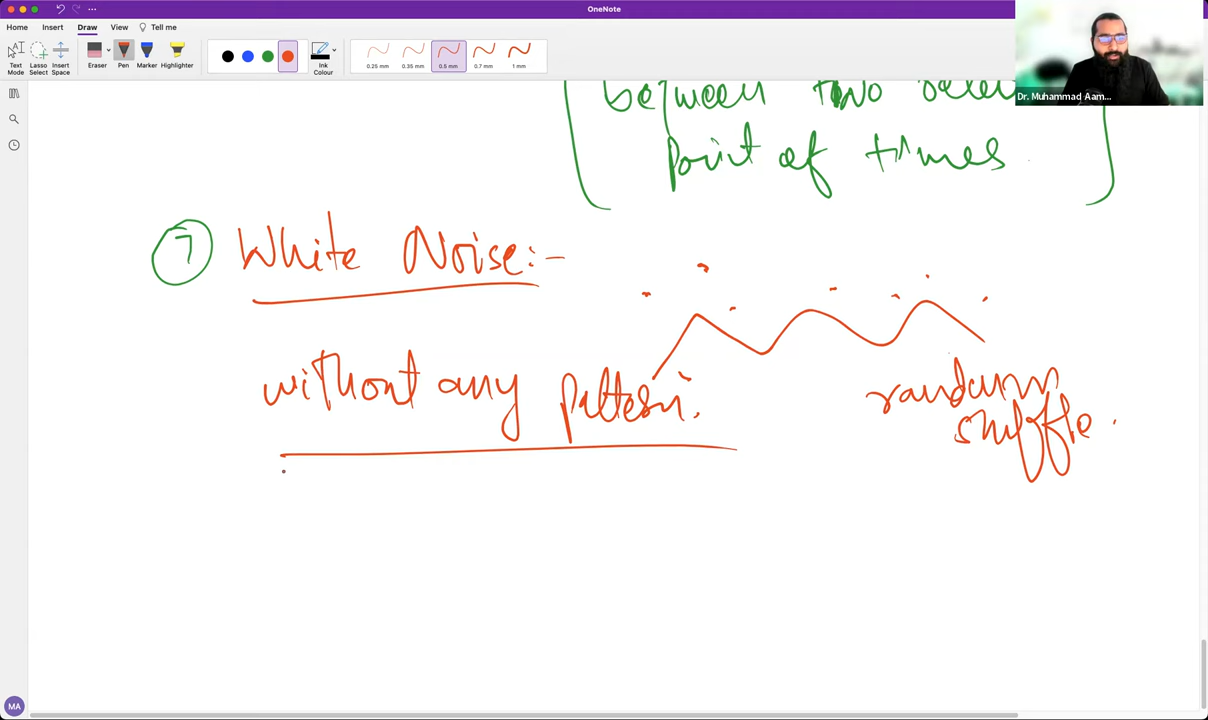 OneNote
Home Insert Draw View Tell me
Text Mode
Lasso Select
Insert Space
Eraser
Pen
Marker
Highlighter
Ink Colour
0.25 mm
0.35 mm
0.5 mm
0.7 mm
1 mm
Dr. Muhammad Aam...
between two
point of times
7 White Noise:-
without any pattern.
random
shuffle.
MA